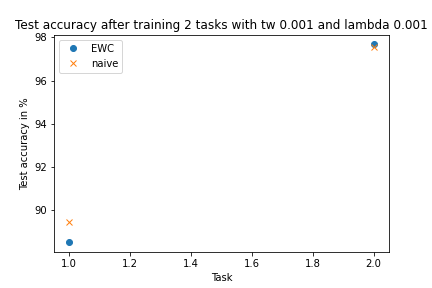 Test accuracy after training 2 tasks with tw 0.001 and lambda 0.001
98
96
94
92
90
Test accuracy in %
EWC
naive
1.0 1.2 1.4 1.6 1.8 2.0
Task